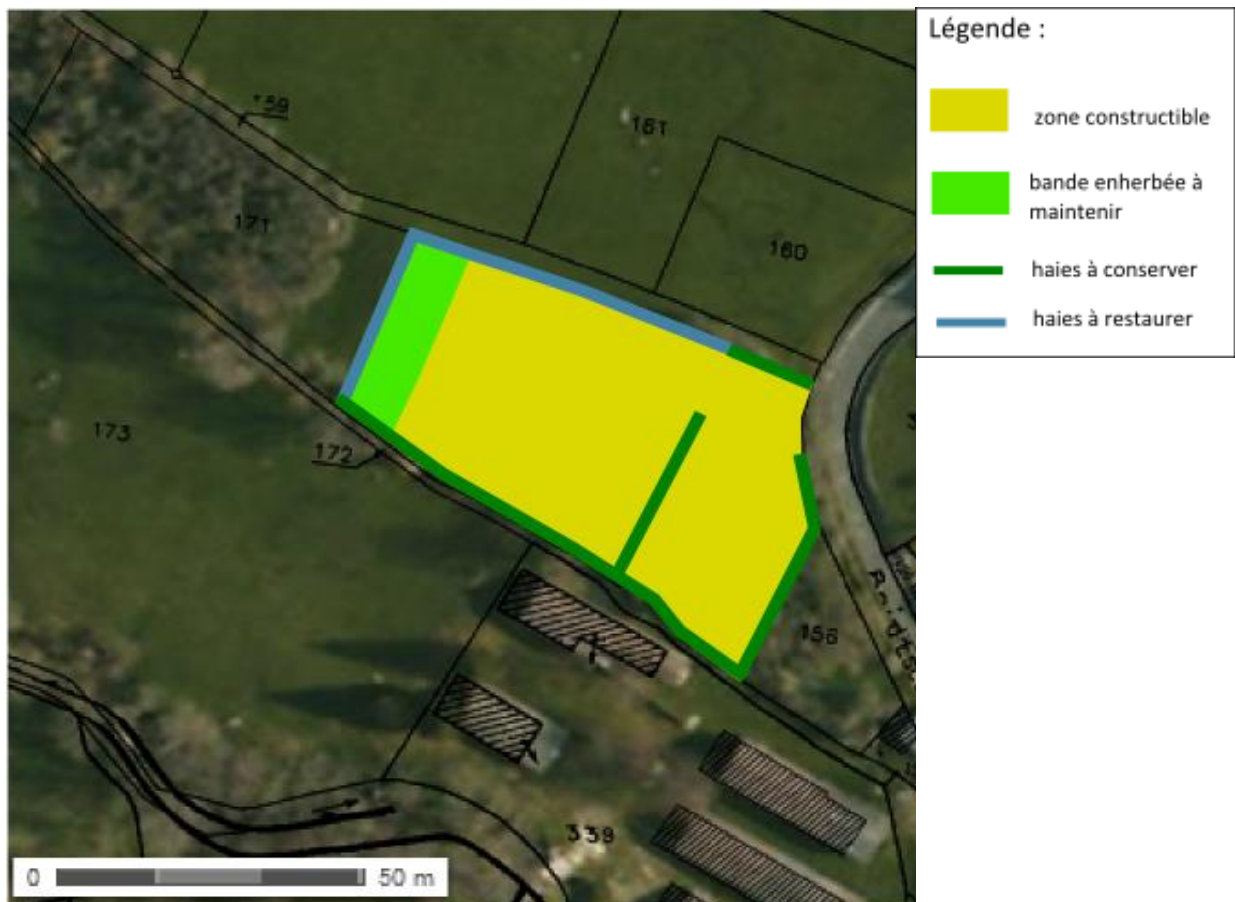 Légende :
zone constructible
bande enherbée à
maintenir
haies à conserver
haies à restaurer
159
161
171
160
173
172
156
339
0 50 m